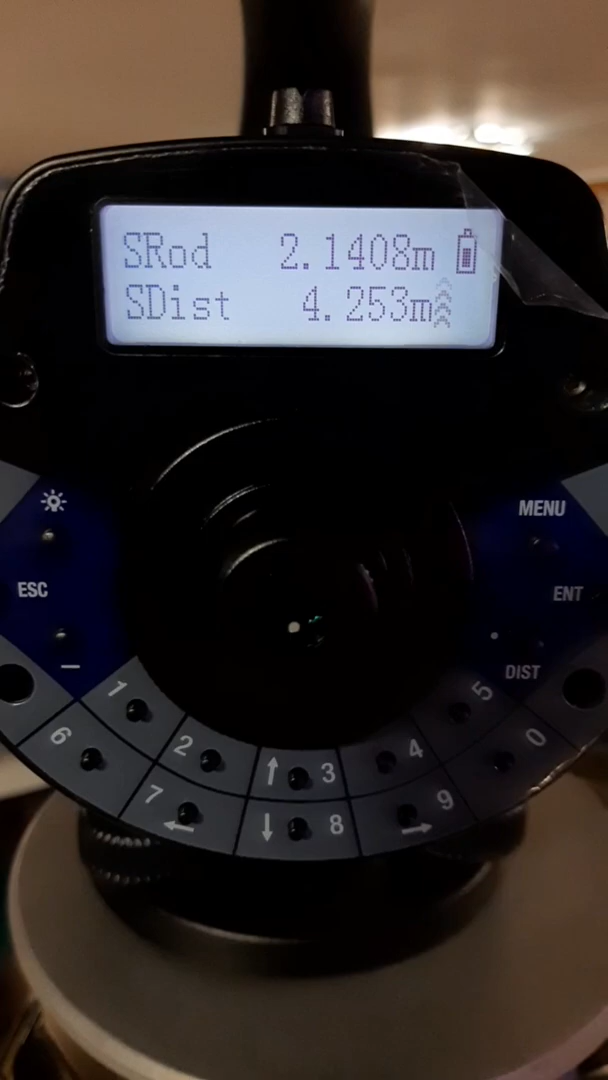 SRod 2.1408m
SDist 4.253m
MENU
ESC
ENT
DIST
1
2
↑ 3
4
5
6
7 ←
↓ 8
9 →
0